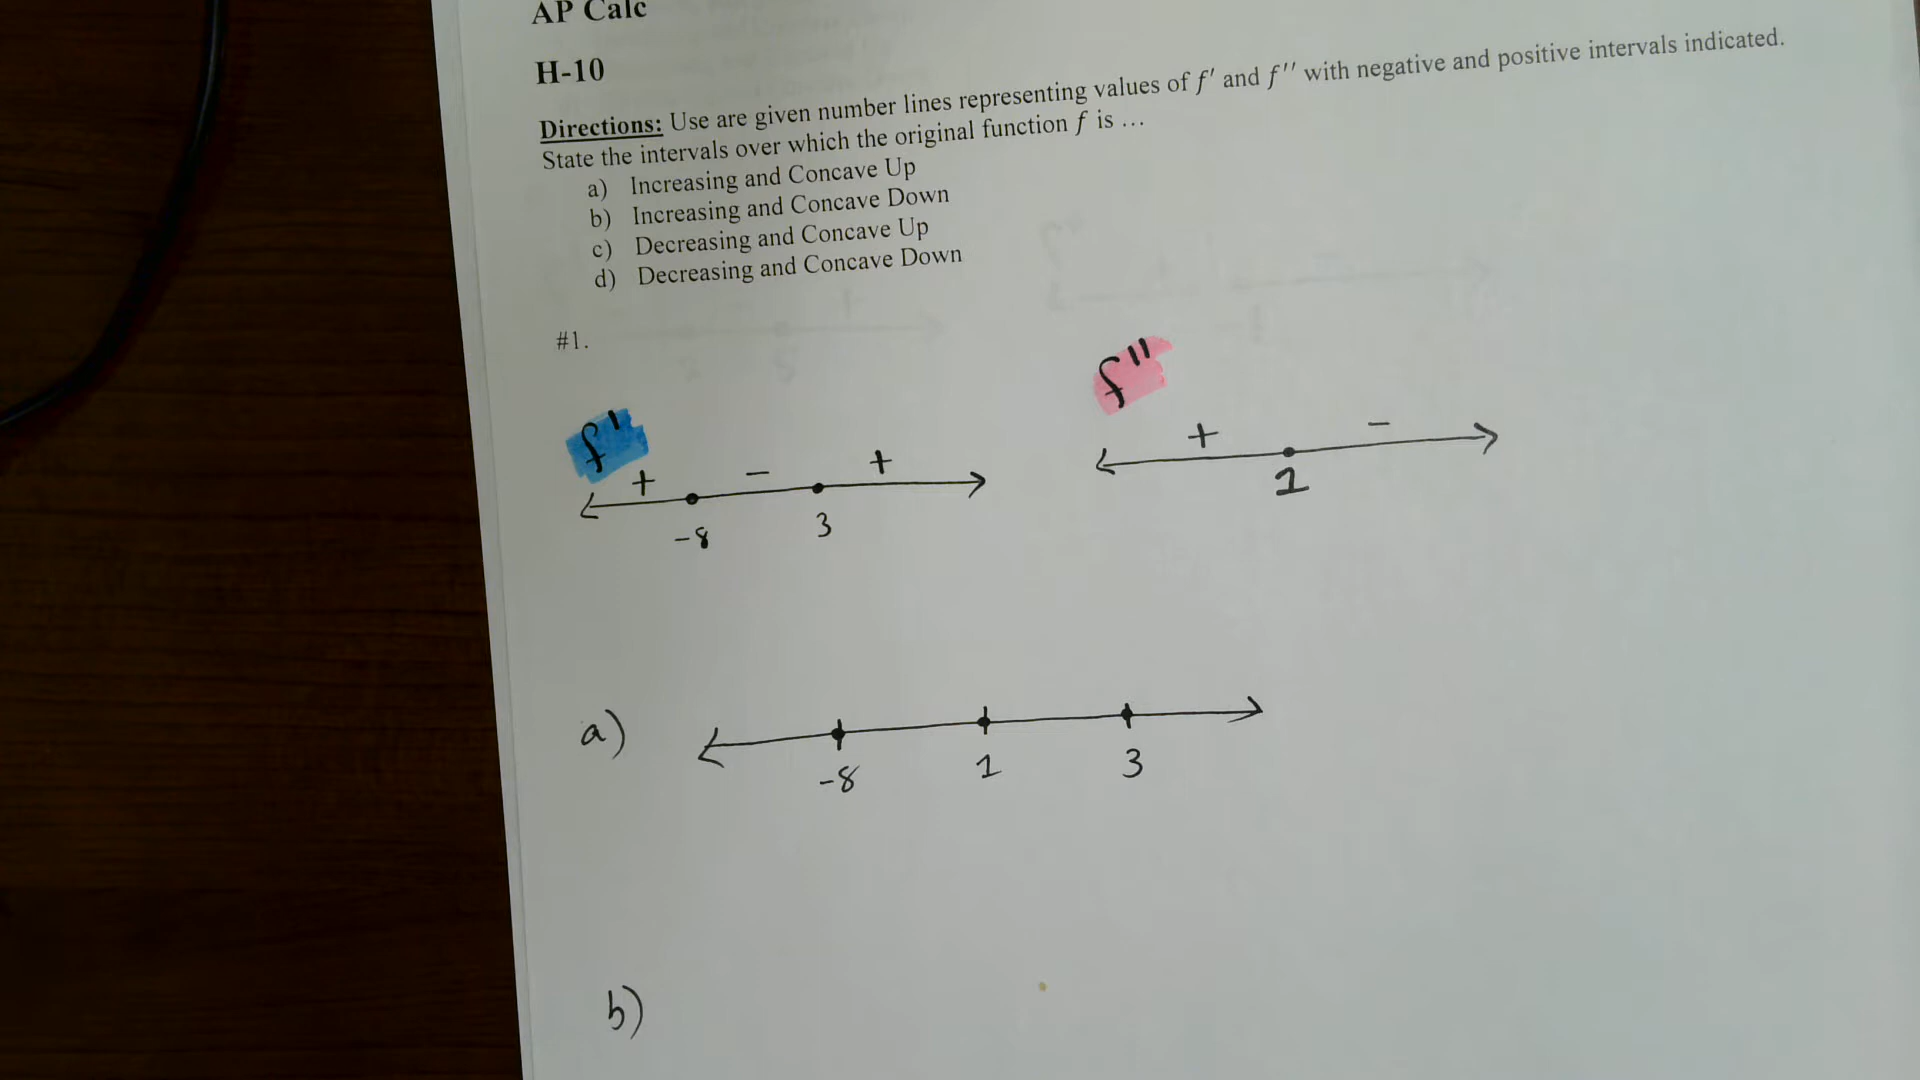 AP Calc
H-10
Directions: Use are given number lines representing values of f′ and f′′ with negative and positive intervals indicated.
State the intervals over which the original function f is …
a) Increasing and Concave Up
b) Increasing and Concave Down
c) Decreasing and Concave Up
d) Decreasing and Concave Down
#1.
f'
+ − +
-8 3
f"
+ −
1
a)
-8 1 3
b)